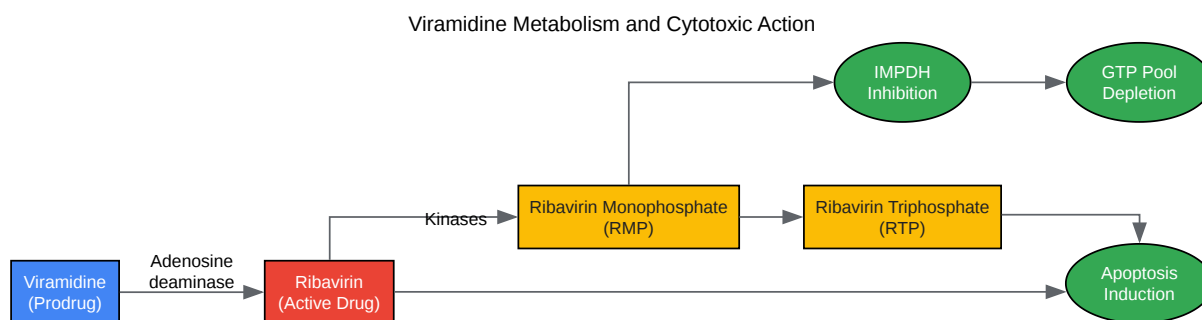 Viramidine Metabolism and Cytotoxic Action
IMPDH
Inhibition
GTP Pool
Depletion
Kinases
Ribavirin Monophosphate
(RMP)
Ribavirin Triphosphate
(RTP)
Viramidine
(Prodrug)
Adenosine
deaminase
Ribavirin
(Active Drug)
Apoptosis
Induction